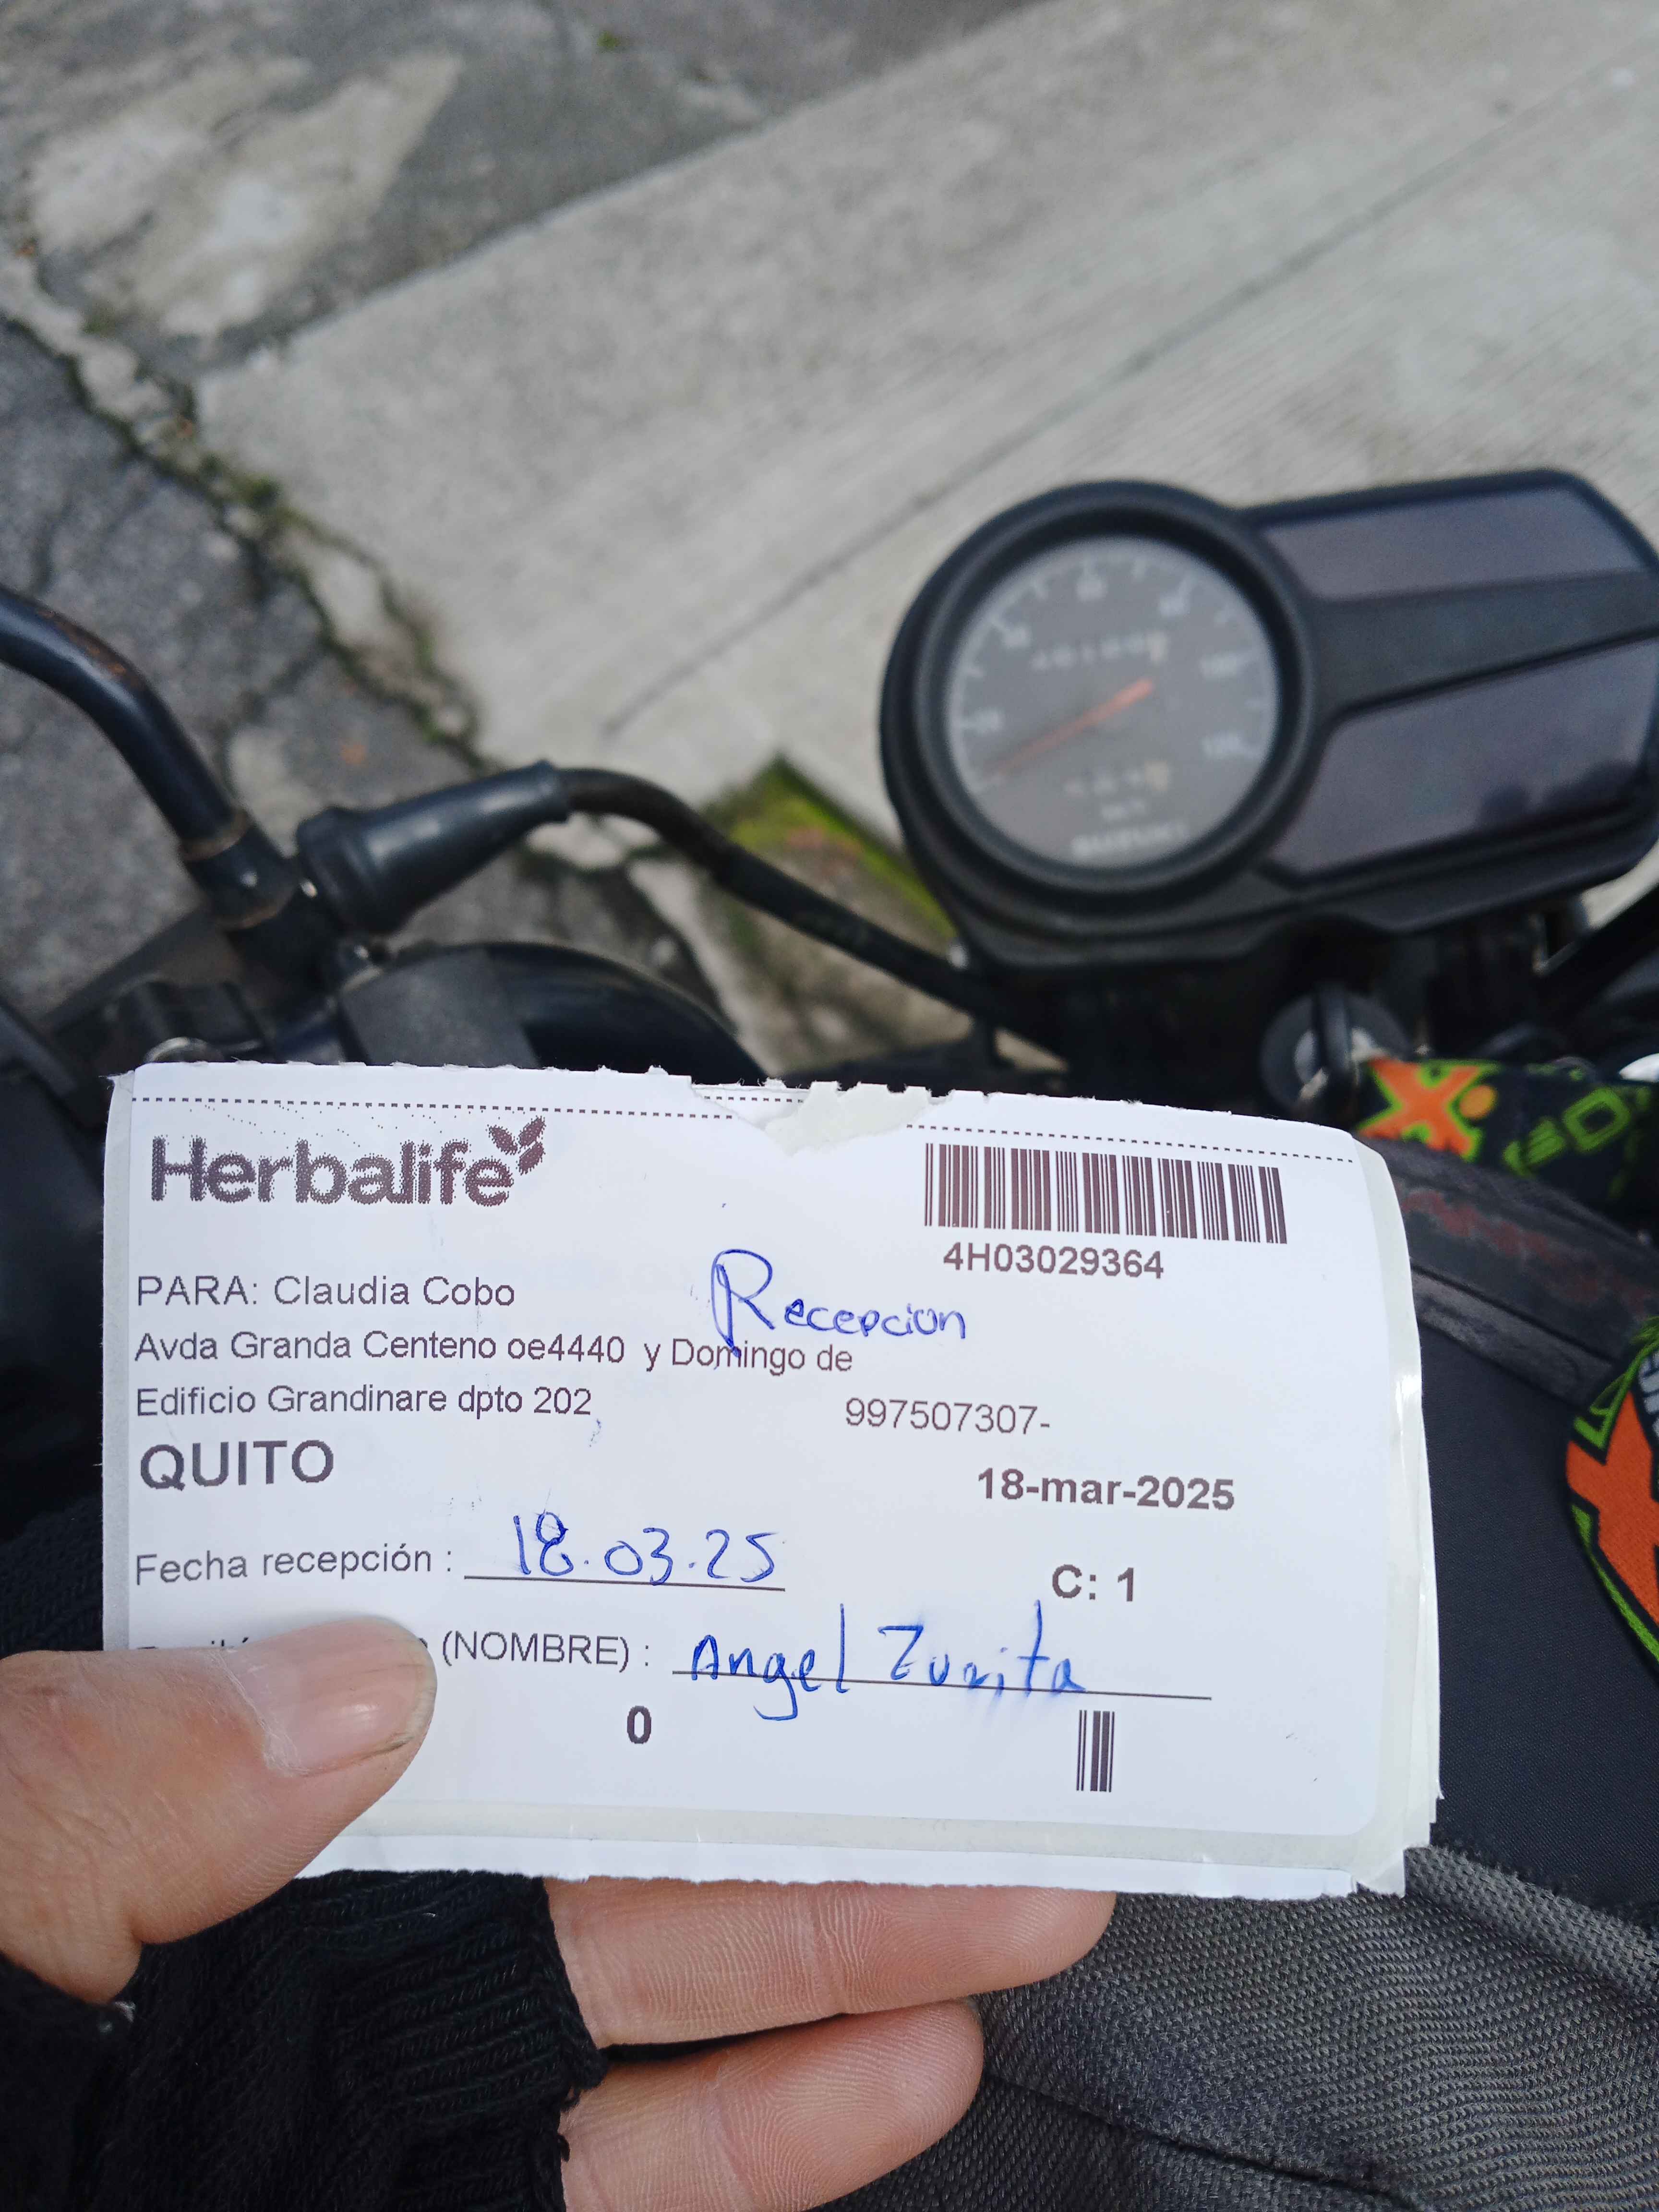 Herbalife
4H03029364
PARA: Claudia Cobo
Recepcion
Avda Granda Centeno oe4440 y Domingo de
Edificio Grandinare dpto 202
997507307-
QUITO
18-mar-2025
Fecha recepción : 18.03.25
C: 1
(NOMBRE) : Angel Zurita
0
SUZUKI